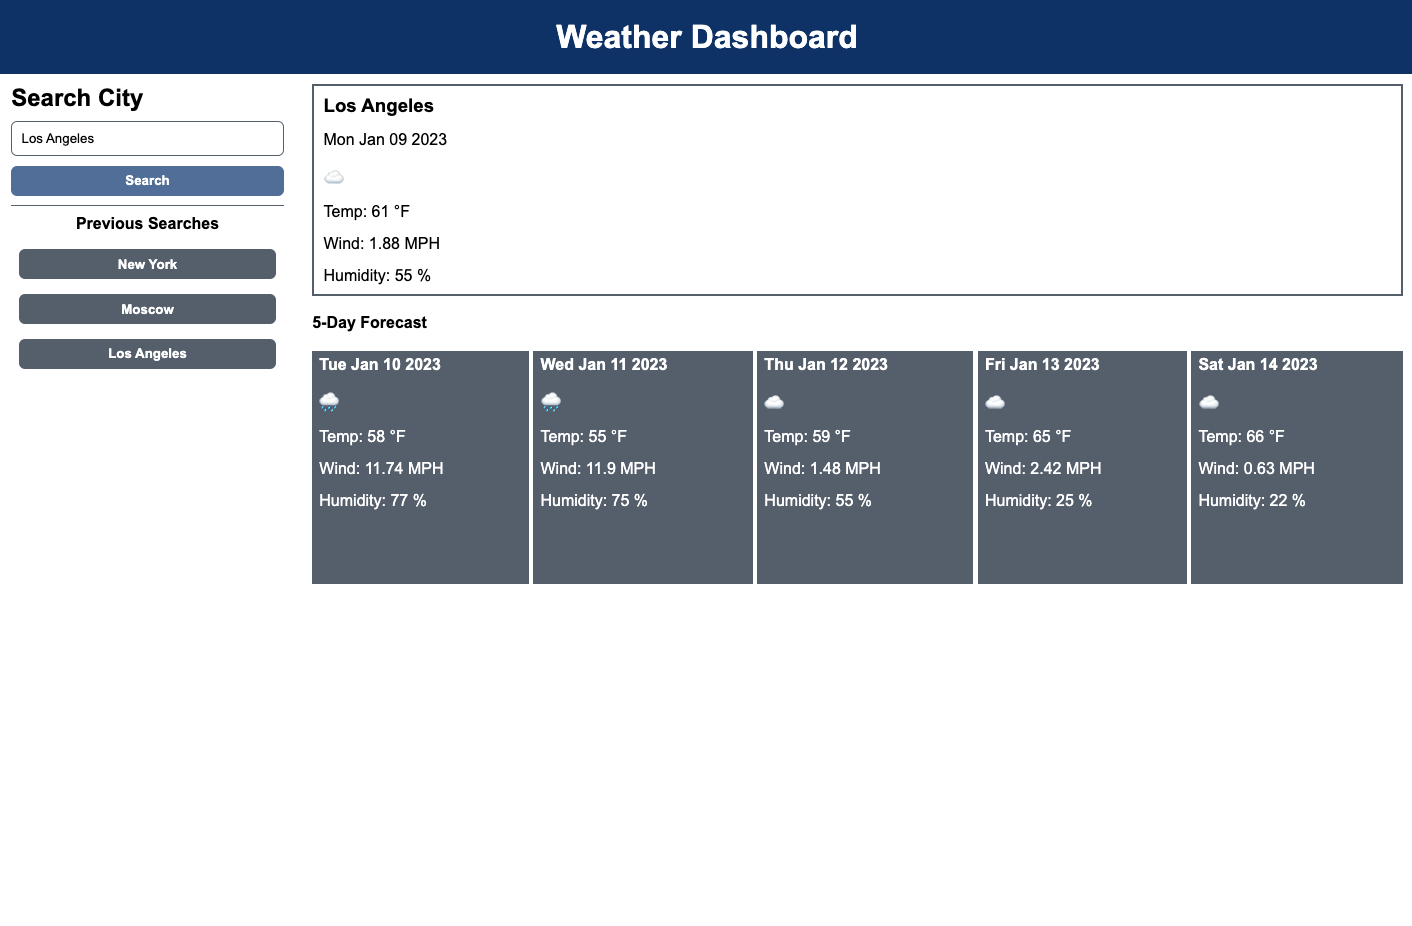 Weather Dashboard
Search City
Los Angeles
Search
Previous Searches
New York
Moscow
Los Angeles
Los Angeles
Mon Jan 09 2023
Temp: 61 °F
Wind: 1.88 MPH
Humidity: 55 %
5-Day Forecast
Tue Jan 10 2023
Temp: 58 °F
Wind: 11.74 MPH
Humidity: 77 %
Wed Jan 11 2023
Temp: 55 °F
Wind: 11.9 MPH
Humidity: 75 %
Thu Jan 12 2023
Temp: 59 °F
Wind: 1.48 MPH
Humidity: 55 %
Fri Jan 13 2023
Temp: 65 °F
Wind: 2.42 MPH
Humidity: 25 %
Sat Jan 14 2023
Temp: 66 °F
Wind: 0.63 MPH
Humidity: 22 %